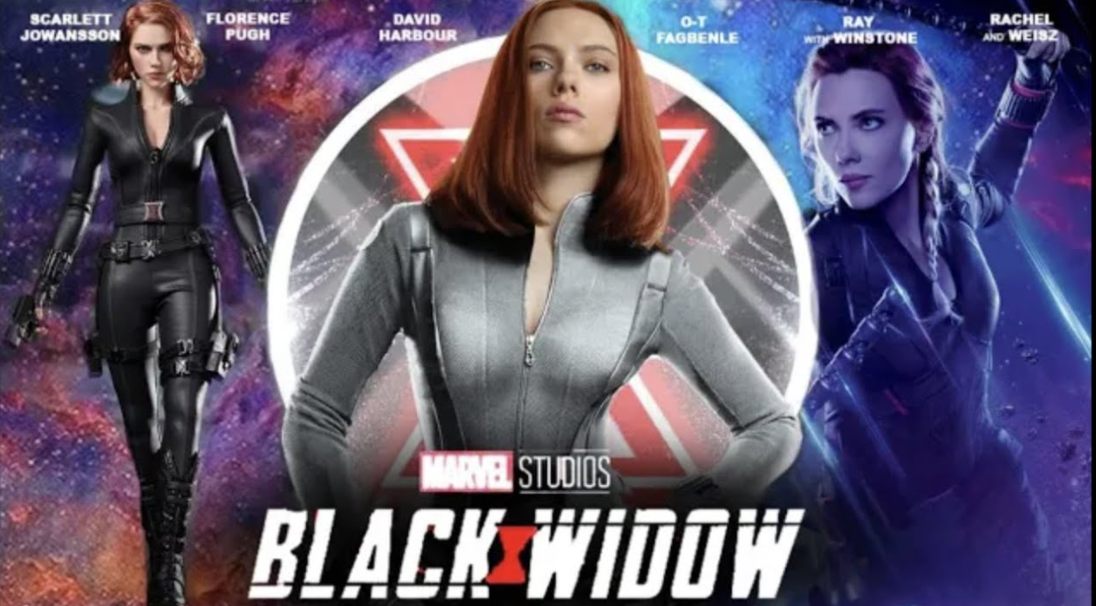 SCARLETT
JOWANSSON
FLORENCE
PUGH
DAVID
HARBOUR
O-T
FAGBENLE
RAY
WITH WINSTONE
RACHEL
AND WEISZ
MARVEL STUDIOS
BLACK WIDOW